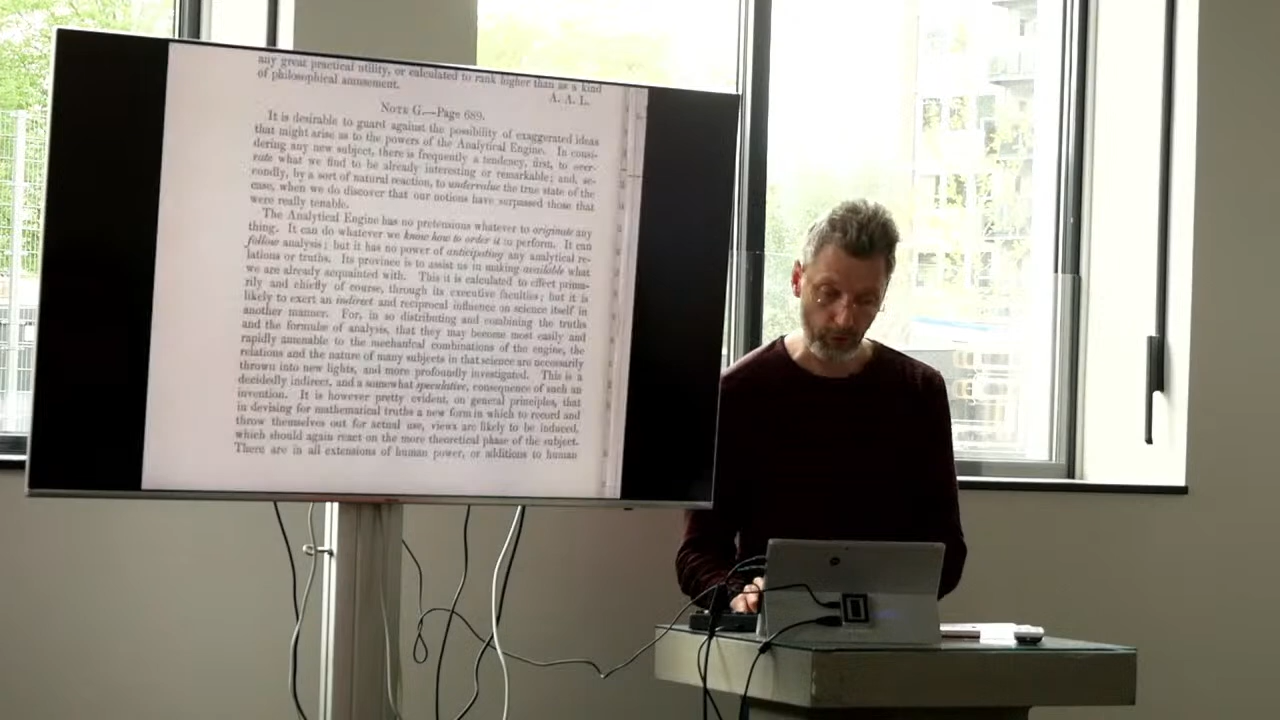 any great practical utility, or calculated to rank higher than as a kind
of philosophical amusement.
A. A. L.
NOTE G.—Page 689.
It is desirable to guard against the possibility of exaggerated ideas
that might arise as to the powers of the Analytical Engine. In consi-
dering any new subject, there is frequently a tendency, first, to over-
rate what we find to be already interesting or remarkable; and, se-
condly, by a sort of natural reaction, to undervalue the true state of the
case, when we do discover that our notions have surpassed those that
were really tenable.
The Analytical Engine has no pretensions whatever to originate any
thing. It can do whatever we know how to order it to perform. It can
follow analysis; but it has no power of anticipating any analytical re-
lations or truths. Its province is to assist us in making available what
we are already acquainted with. This it is calculated to effect prima-
rily and chiefly of course, through its executive faculties; but it is
likely to exert an indirect and reciprocal influence on science itself in
another manner. For, in so distributing and combining the truths
and the formulæ of analysis, that they may become most easily and
rapidly amenable to the mechanical combinations of the engine, the
relations and the nature of many subjects in that science are necessarily
thrown into new lights, and more profoundly investigated. This is a
decidedly indirect, and a somewhat speculative, consequence of such an
invention. It is however pretty evident, on general principles, that
in devising for mathematical truths a new form in which to record and
throw themselves out for actual use, views are likely to be induced,
which should again react on the more theoretical phase of the subject.
There are in all extensions of human power, or additions to human